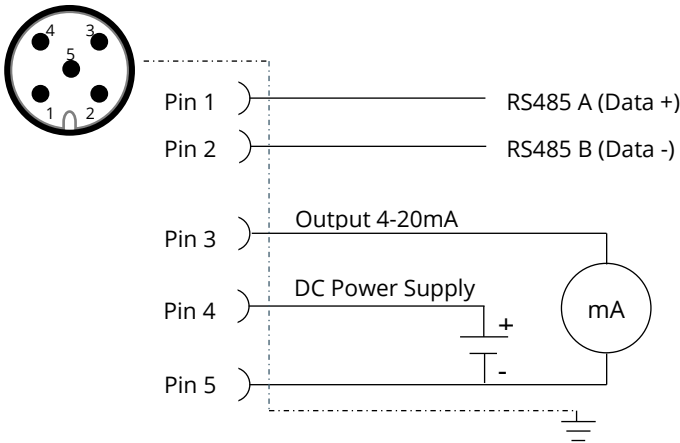 4 3
5
1 2
Pin 1 RS485 A (Data +)
Pin 2 RS485 B (Data -)
Output 4-20mA
Pin 3
DC Power Supply
Pin 4 + mA
-
Pin 5